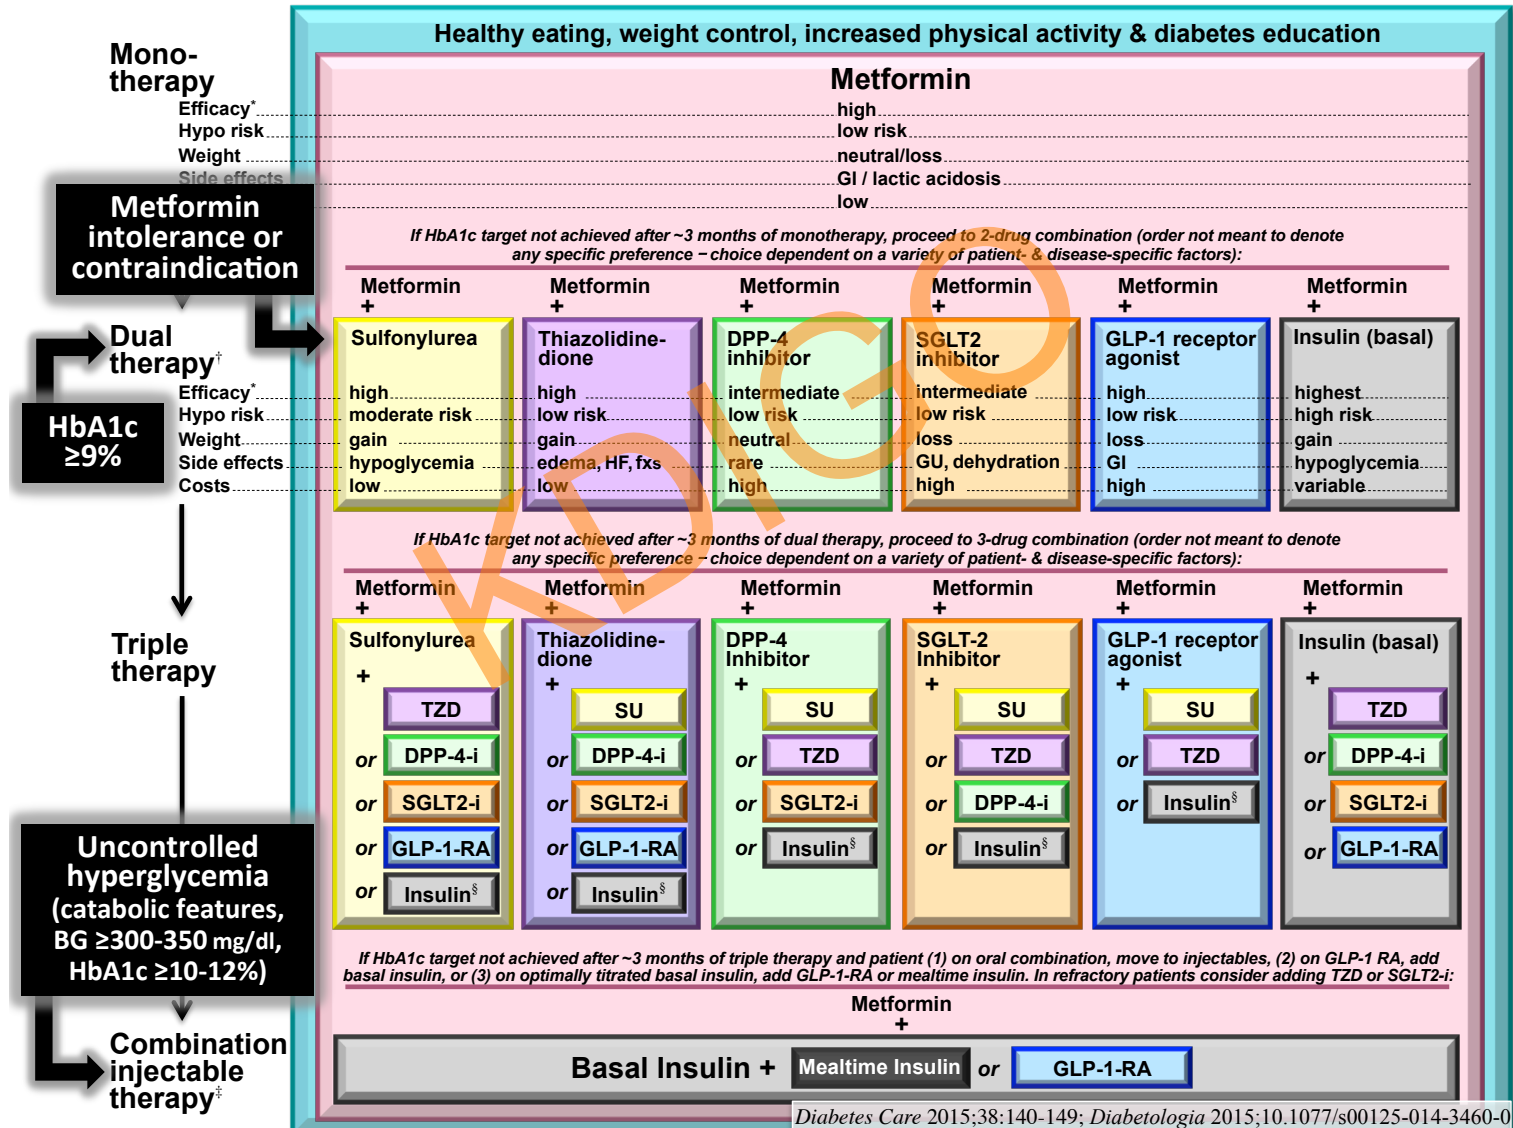 Healthy eating, weight control, increased physical activity & diabetes education
Mono-
therapy
Metformin
Efficacy* high
Hypo risk low risk
Weight neutral/loss
Side effects GI / lactic acidosis
low
Metformin
intolerance or
contraindication
If HbA1c target not achieved after ~3 months of monotherapy, proceed to 2-drug combination (order not meant to denote
any specific preference − choice dependent on a variety of patient- & disease-specific factors):
Metformin Metformin Metformin Metformin Metformin Metformin
+ + + + + +
Dual
therapy†
Sulfonylurea
Thiazolidine-
dione
DPP-4
inhibitor
SGLT2
inhibitor
GLP-1 receptor
agonist
Insulin (basal)
HbA1c
≥9%
Efficacy* high high intermediate intermediate high highest
Hypo risk moderate risk low risk low risk low risk low risk high risk
Weight gain gain neutral loss loss gain
Side effects hypoglycemia edema, HF, fxs rare GU, dehydration GI hypoglycemia
Costs low low high high high variable
If HbA1c target not achieved after ~3 months of dual therapy, proceed to 3-drug combination (order not meant to denote
any specific preference − choice dependent on a variety of patient- & disease-specific factors):
Metformin Metformin Metformin Metformin Metformin Metformin
+ + + + + +
Triple
therapy
Sulfonylurea
+
TZD
or DPP-4-i
or SGLT2-i
or GLP-1-RA
or Insulin§
Thiazolidine-
dione
+
SU
or DPP-4-i
or SGLT2-i
or GLP-1-RA
or Insulin§
DPP-4
Inhibitor
+
SU
or TZD
or SGLT2-i
or Insulin§
SGLT-2
Inhibitor
+
SU
or TZD
or DPP-4-i
or Insulin§
GLP-1 receptor
agonist
+
SU
or TZD
or Insulin§
Insulin (basal)
+
TZD
or DPP-4-i
or SGLT2-i
or GLP-1-RA
Uncontrolled
hyperglycemia
(catabolic features,
BG ≥300-350 mg/dl,
HbA1c ≥10-12%)
If HbA1c target not achieved after ~3 months of triple therapy and patient (1) on oral combination, move to injectables, (2) on GLP-1 RA, add
basal insulin, or (3) on optimally titrated basal insulin, add GLP-1-RA or mealtime insulin. In refractory patients consider adding TZD or SGLT2-i:
Metformin
+
Combination
injectable
therapy‡
Basal Insulin + Mealtime Insulin or GLP-1-RA
Diabetes Care 2015;38:140-149; Diabetologia 2015;10.1077/s00125-014-3460-0
KDIGO